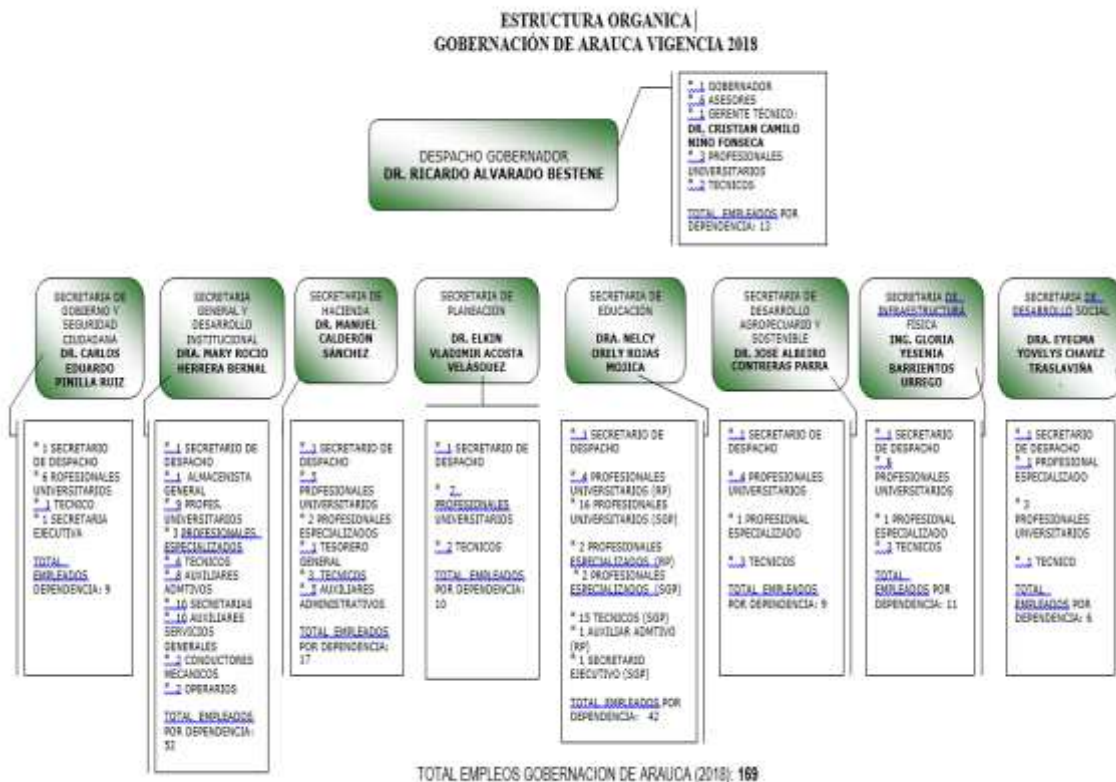 ESTRUCTURA ORGANICA
GOBERNACIÓN DE ARAUCA VIGENCIA 2018
DESPACHO GOBERNADOR
DR. RICARDO ALVARADO BESTENE
* 1 GOBERNADOR
* 6 ASESORES
* 1 GERENTE TÉCNICO:
DR. CRISTIAN CAMILO
NIÑO FONSECA
* 3 PROFESIONALES
UNIVERSITARIOS
* 2 TECNICOS
TOTAL EMPLEADOS POR
DEPENDENCIA: 13
SECRETARIA DE
GOBIERNO Y
SEGURIDAD
CIUDADANA
DR. CARLOS
EDUARDO
PINILLA RUIZ
SECRETARIA
GENERAL Y
DESARROLLO
INSTITUCIONAL
DRA. MARY ROCIO
HERRERA BERNAL
SECRETARIA DE
HACIENDA
DR. MANUEL
CALDERÓN
SÁNCHEZ
SECRETARIA DE
PLANEACION
DR. ELKIN
VLADIMIR ACOSTA
VELASQUEZ
SECRETARIA DE
EDUCACIÓN
DRA. NELCY
ORELY ROJAS
MOJICA
SECRETARIA DE
DESARROLLO
AGROPECUARIO Y
SOSTENIBLE
DR. JOSE ALBEIRO
CONTRERAS PARRA
SECRETARIA DE
INFRAESTRUCTURA
FÍSICA
ING. GLORIA
YESENIA
BARRIENTOS
URREGO
SECRETARIA DE
DESARROLLO SOCIAL
DRA. EYEGMA
YOVELYS CHAVEZ
TRASLAVIÑA
* 1 SECRETARIO
DE DESPACHO
* 6 ROFESIONALES
UNIVERSITARIOS
* 1 TECNICO
* 1 SECRETARIA
EJECUTIVA
TOTAL
EMPLEADOS
DEPENDENCIA: 9
* 1 SECRETARIO DE
DESPACHO
* 1 ALMACENISTA
GENERAL
* 9 PROFES.
UNIVERSITARIOS
* 3 PROFESIONALES
ESPECIALIZADOS
* 6 TECNICOS
* 8 AUXILIARES
ADMTIVOS
* 10 SECRETARIAS
* 10 AUXILIARES
SERVICIOS
GENERALES
* 2 CONDUCTORES
MECANICOS
* 2 OPERARIOS
TOTAL EMPLEADOS
POR DEPENDENCIA:
52
* 1 SECRETARIO DE
DESPACHO
* 5
PROFESIONALES
UNIVERSITARIOS
* 2 PROFESIONALES
ESPECIALIZADOS
* 1 TESORERO
GENERAL
* 3 TECNICOS
* 5 AUXILIARES
ADMINISTRATIVOS
TOTAL EMPLEADOS
POR DEPENDENCIA:
17
* 1 SECRETARIO DE
DESPACHO
* 7
PROFESIONALES
UNIVERSITARIOS
* 2 TECNICOS
TOTAL EMPLEADOS
POR DEPENDENCIA:
10
* 1 SECRETARIO DE
DESPACHO
* 4 PROFESIONALES
UNIVERSITARIOS (RP)
* 16 PROFESIONALES
UNIVERSITARIOS (SGP)
* 2 PROFESIONALES
ESPECIALIZADOS (RP)
* 2 PROFESIONALES
ESPECIALIZADOS (SGP)
* 15 TECNICOS (SGP)
* 1 AUXILIAR ADMTIVO
(RP)
* 1 SECRETARIO
EJECUTIVO (SGP)
TOTAL EMPLEADOS POR
DEPENDENCIA: 42
* 1 SECRETARIO DE
DESPACHO
* 4 PROFESIONALES
UNIVERSITARIOS
* 1 PROFESIONAL
ESPECIALIZADO
* 3 TECNICOS
TOTAL EMPLEADOS
POR DEPENDENCIA: 9
* 1 SECRETARIO
DE DESPACHO
* 6
PROFESIONALES
UNIVERSITARIOS
* 1 PROFESIONAL
ESPECIALIZADO
* 3 TECNICOS
TOTAL
EMPLEADOS POR
DEPENDENCIA: 11
* 1
SECRETARIO DE
DESPACHO
* 1 PROFESIONAL
ESPECIALIZADO
* 3
PROFESIONALES
UNVERSITARIOS
* 1 TECNICO
TOTAL
EMPLEADOS POR
DEPENDENCIA: 6
TOTAL EMPLEOS GOBERNACION DE ARAUCA (2018): 169